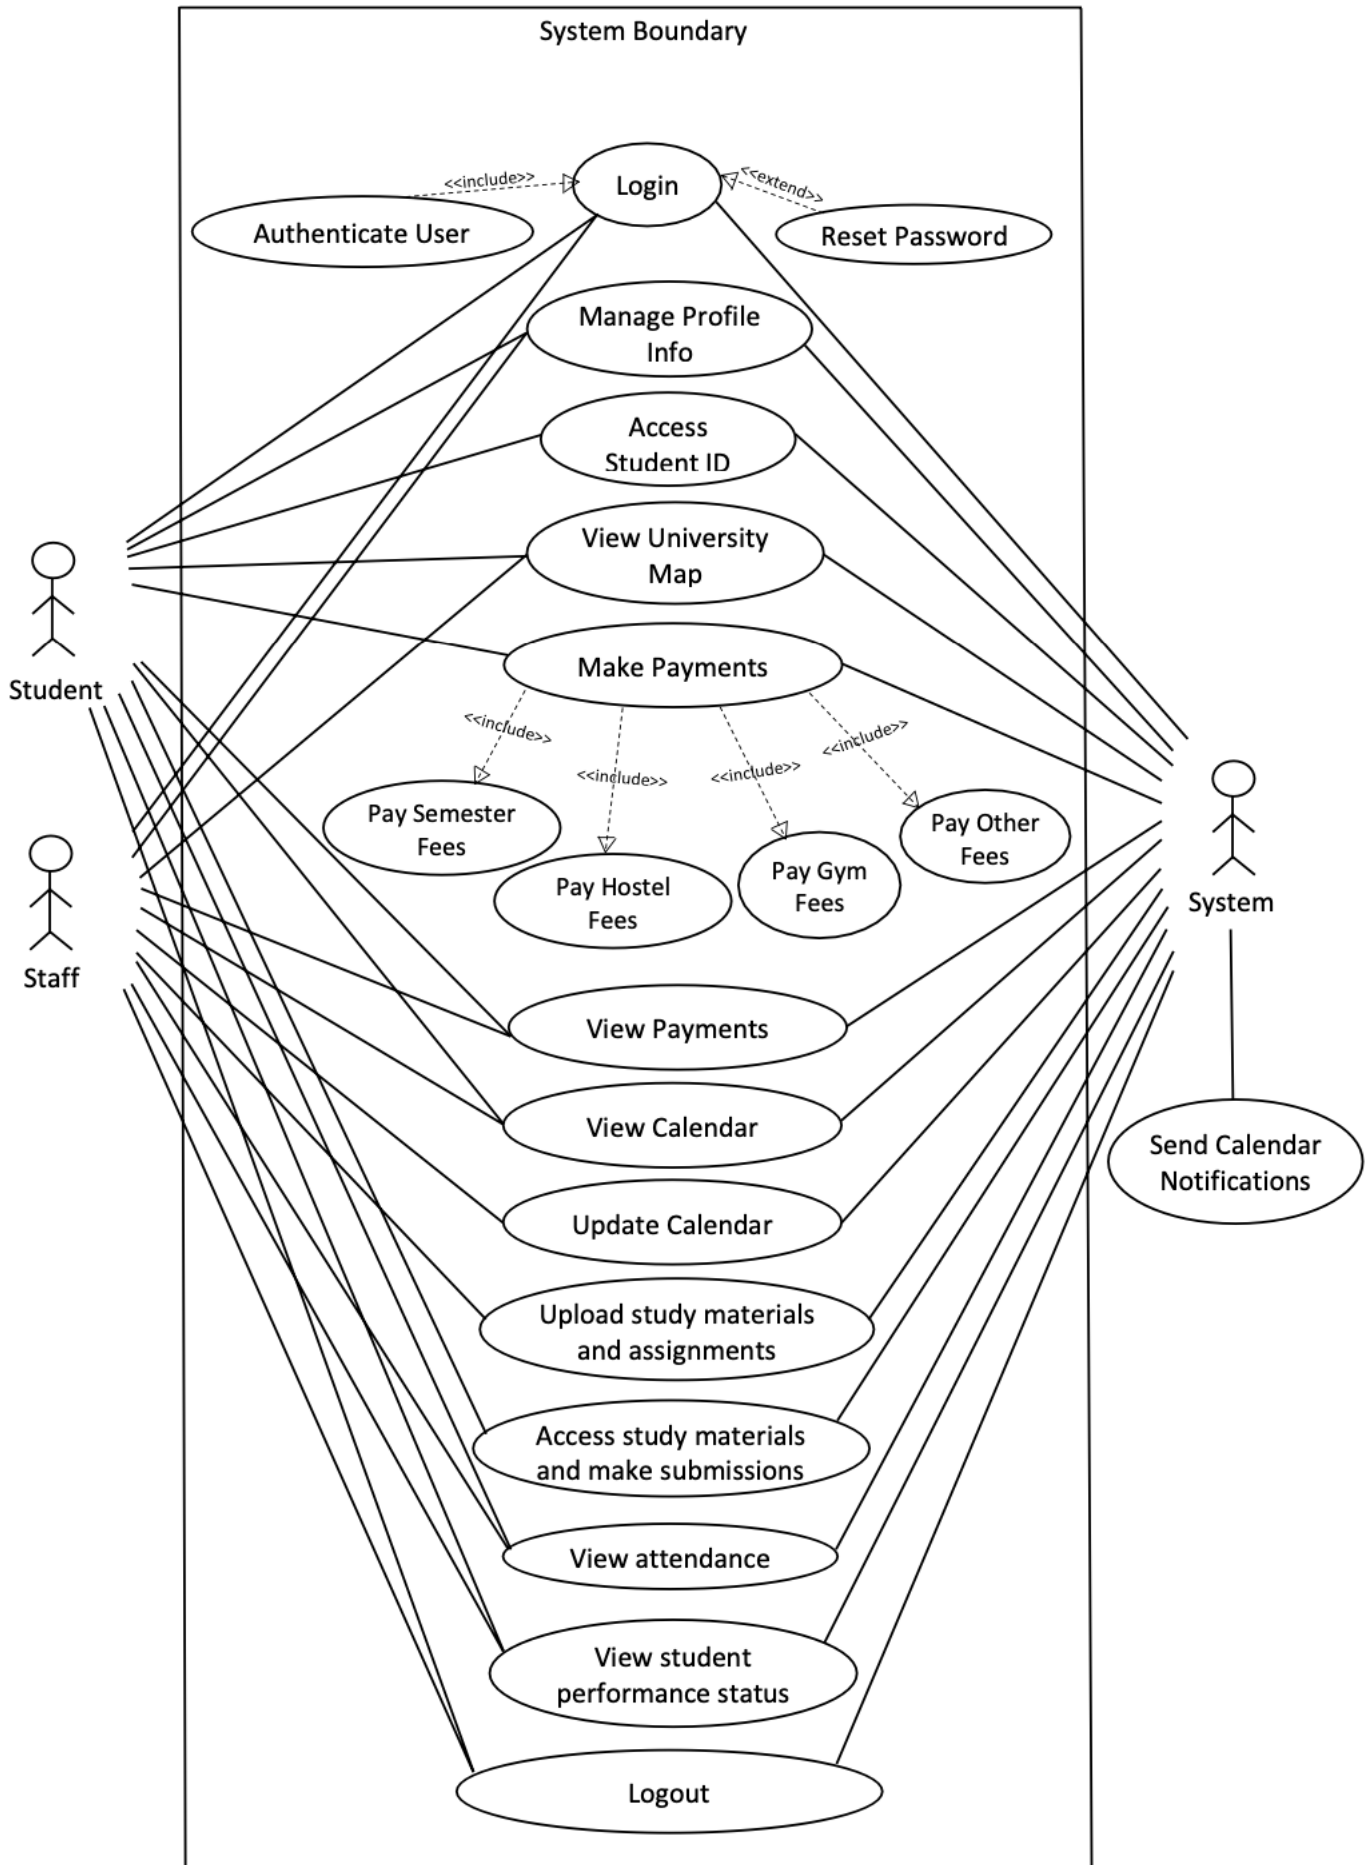 System Boundary
<<include>>
Login
<<extend>>
Authenticate User
Reset Password
Manage Profile
Info
Access
Student ID
View University
Map
Make Payments
Student
<<include>>
<<include>>
<<include>>
<<include>>
Pay Semester
Fees
Pay Hostel
Fees
Pay Gym
Fees
Pay Other
Fees
System
Staff
View Payments
View Calendar
Send Calendar
Notifications
Update Calendar
Upload study materials
and assignments
Access study materials
and make submissions
View attendance
View student
performance status
Logout